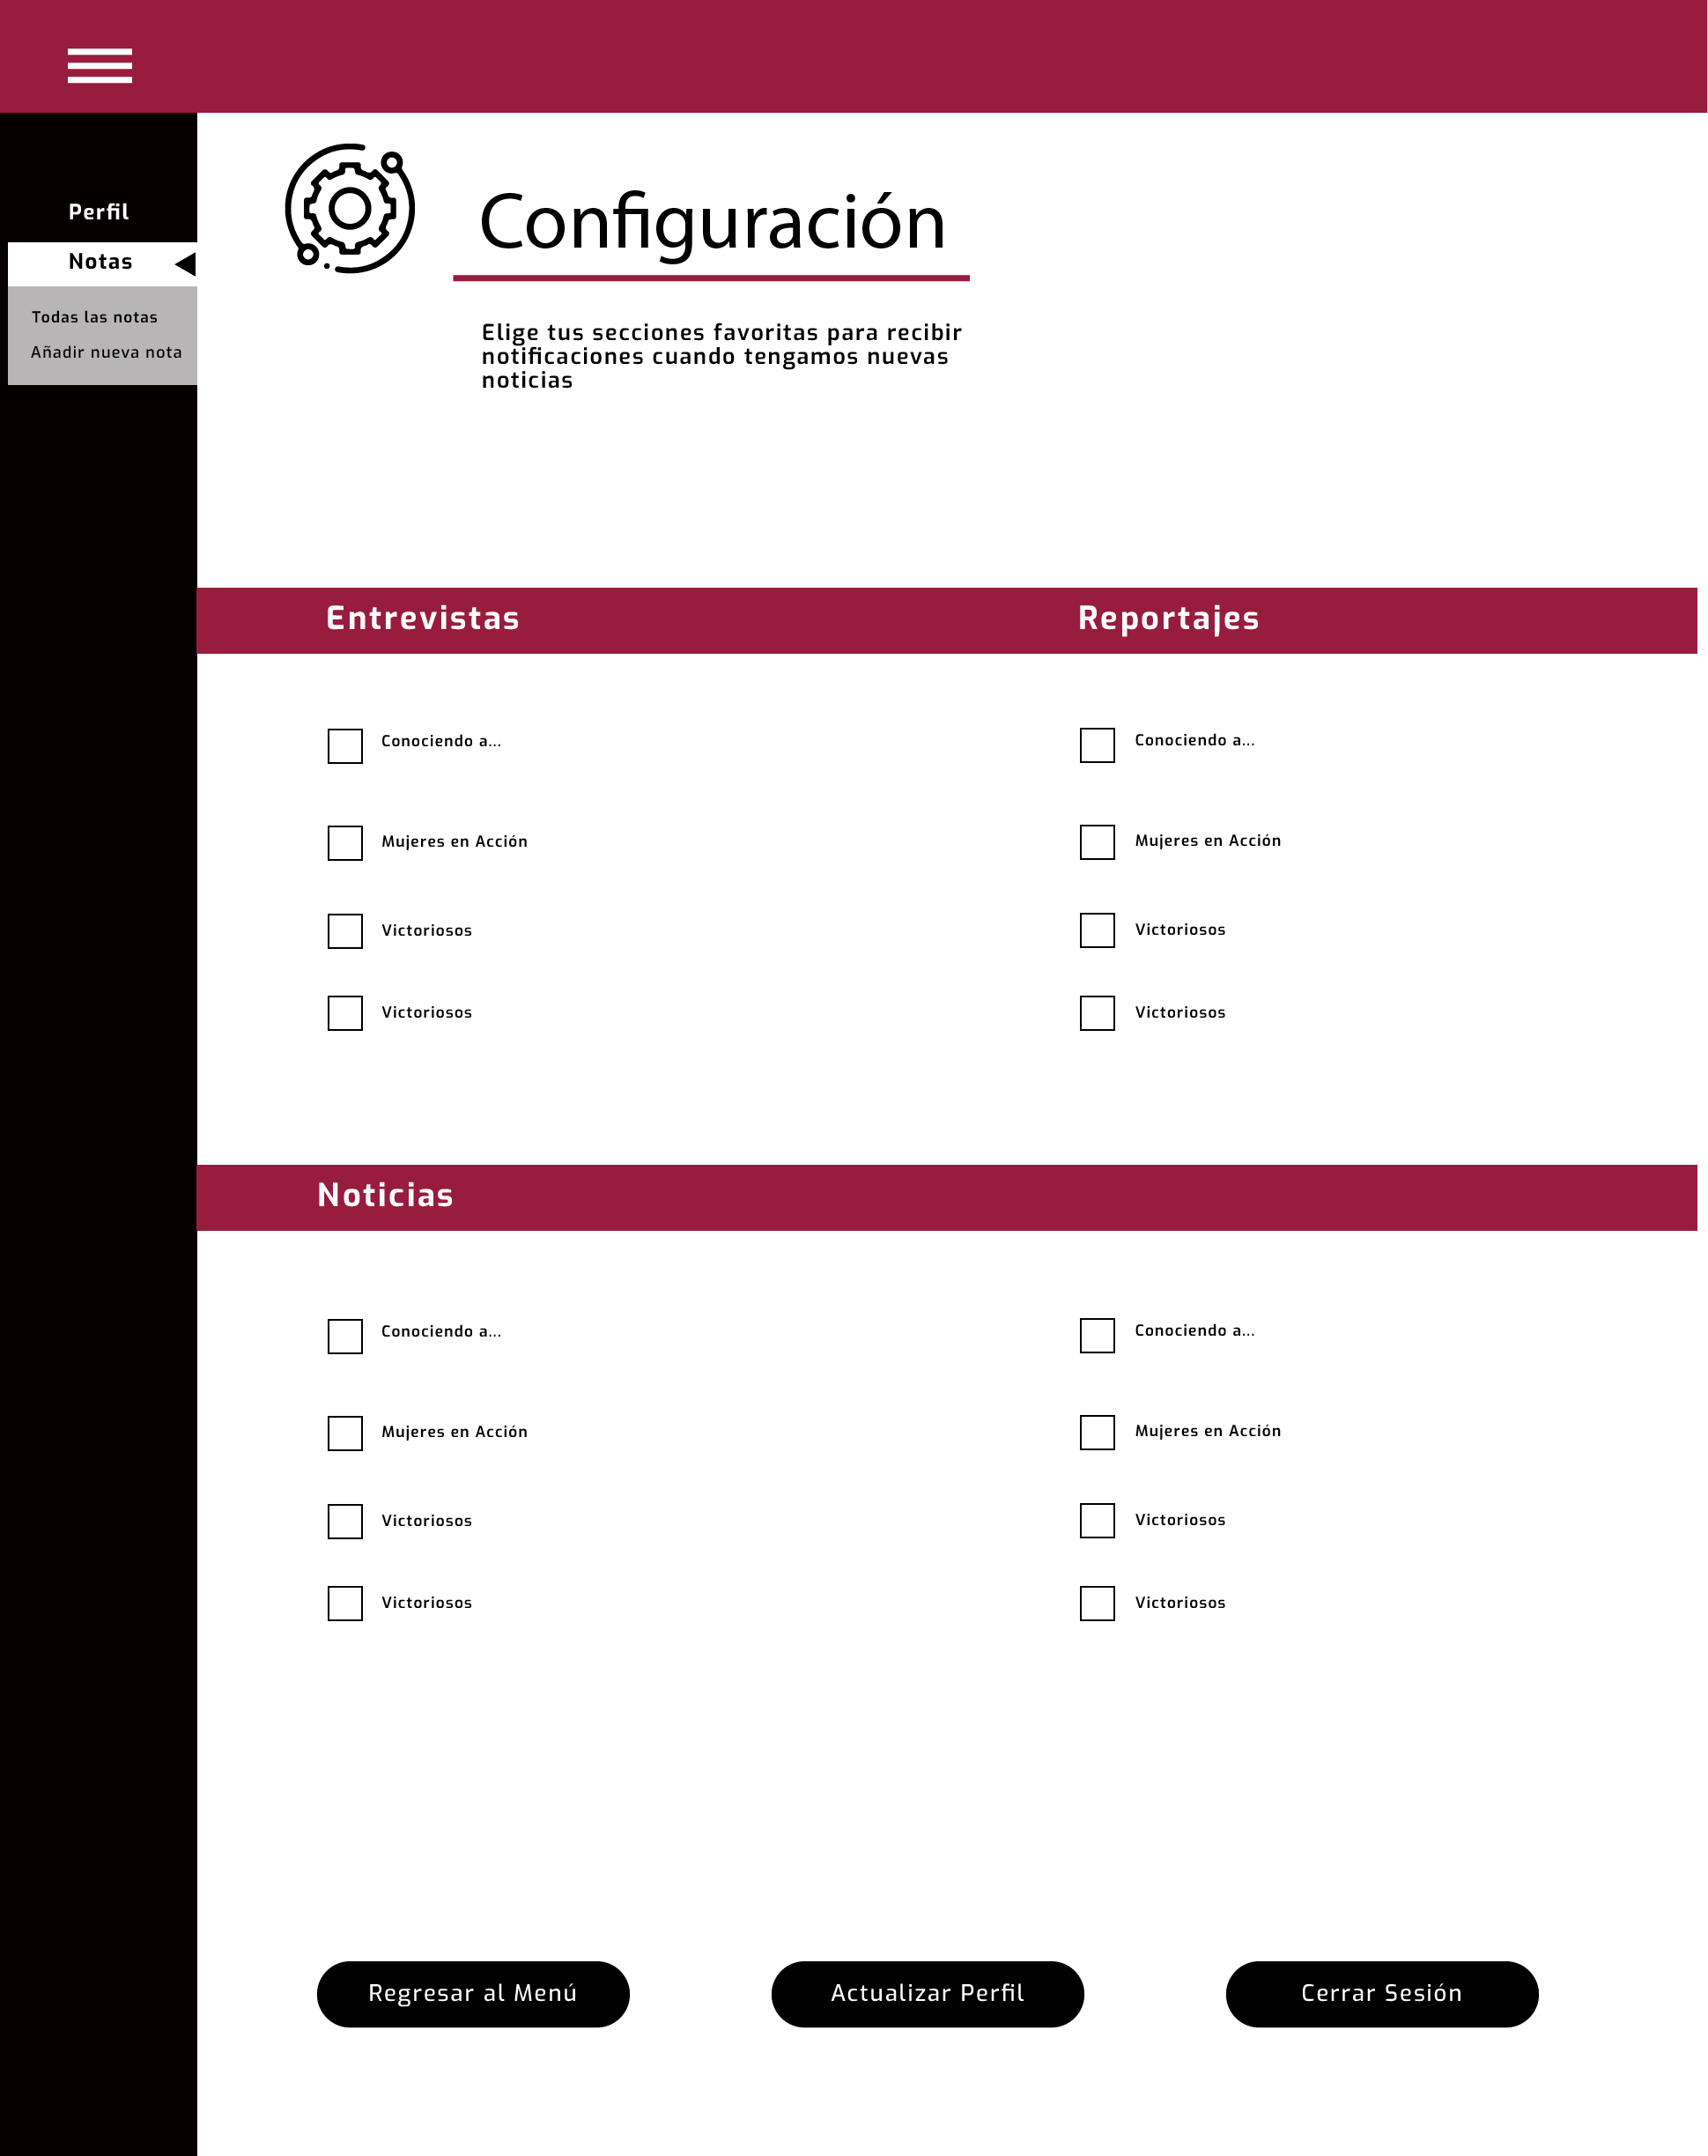 Perfil
Notas
Todas las notas
Añadir nueva nota
Configuración
Elige tus secciones favoritas para recibir
notificaciones cuando tengamos nuevas
noticias
Entrevistas
Reportajes
Conociendo a...
Conociendo a...
Mujeres en Acción
Mujeres en Acción
Victoriosos
Victoriosos
Victoriosos
Victoriosos
Noticias
Conociendo a...
Conociendo a...
Mujeres en Acción
Mujeres en Acción
Victoriosos
Victoriosos
Victoriosos
Victoriosos
Regresar al Menú
Actualizar Perfil
Cerrar Sesión